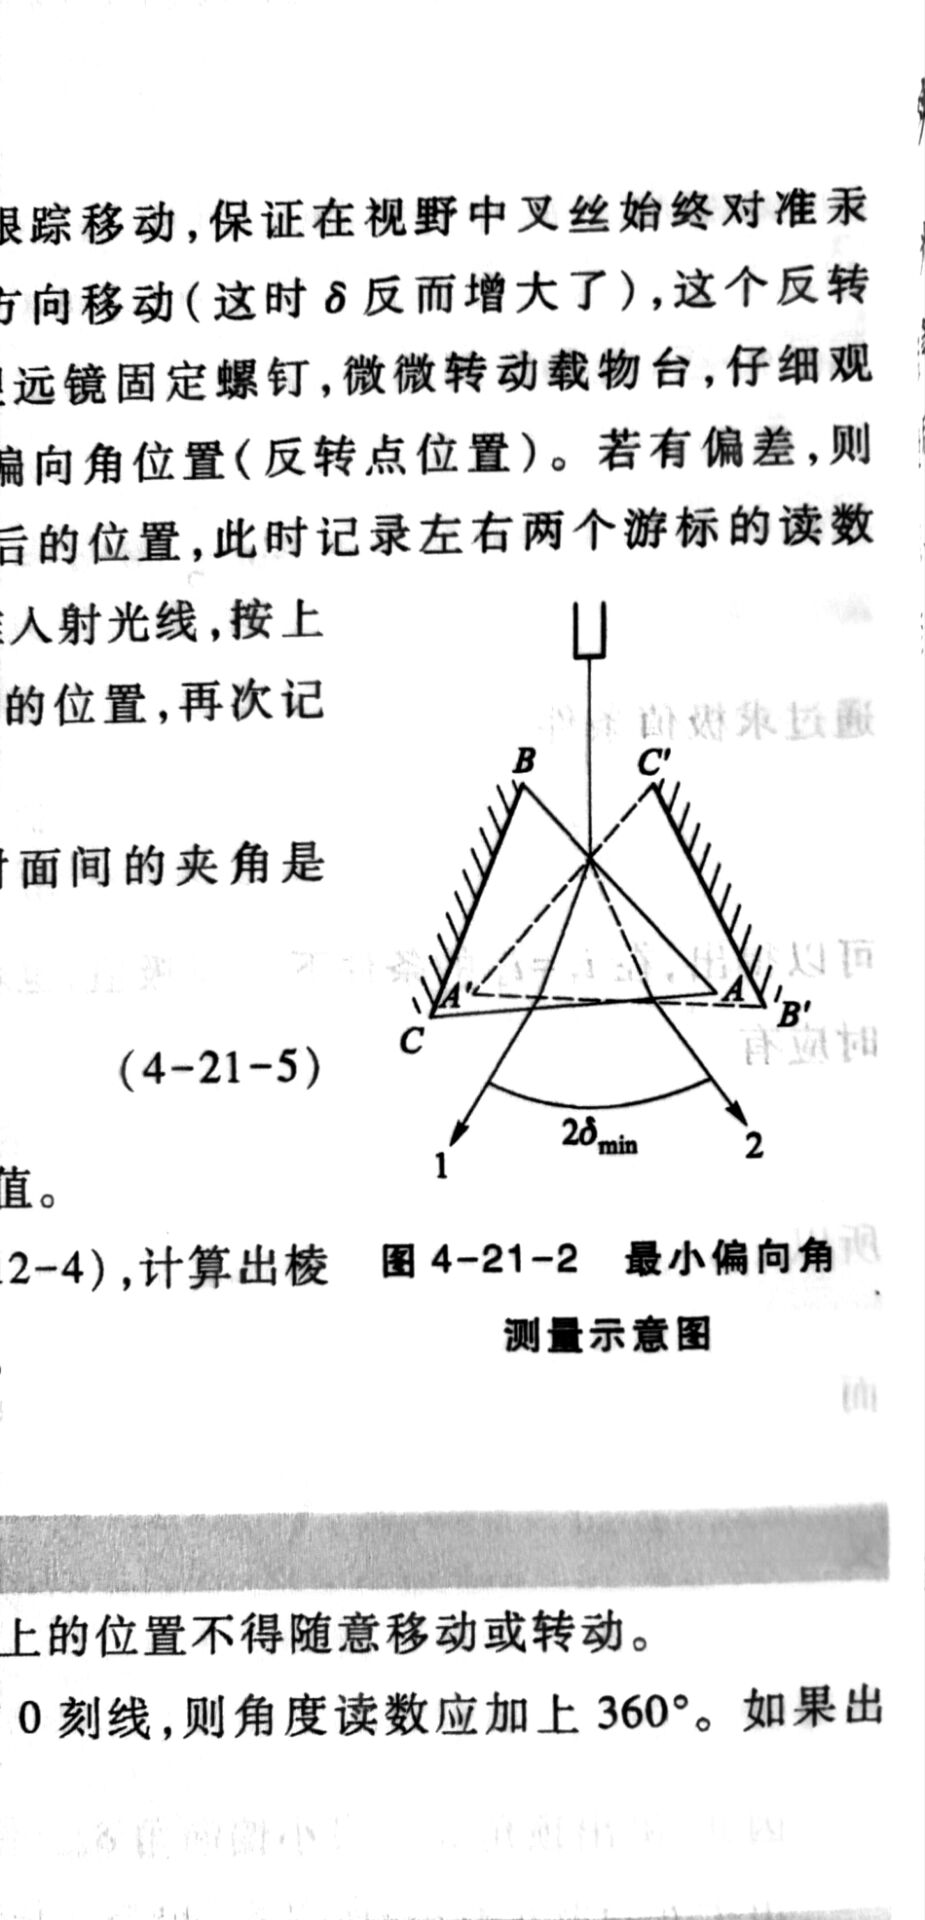 跟踪移动,保证在视野中叉丝始终对准汞
方向移动(这时δ反而增大了),这个反转
远镜固定螺钉,微微转动载物台,仔细观
偏向角位置(反转点位置)。若有偏差,则
后的位置,此时记录左右两个游标的读数
入射光线,按上
的位置,再次记
面间的夹角是
(4-21-5)
值。
2-4),计算出棱
B
C′
A′
A
B′
C
2δmin
1
2
图 4-21-2 最小偏向角
测量示意图
上的位置不得随意移动或转动。
0刻线,则角度读数应加上 360°。如果出